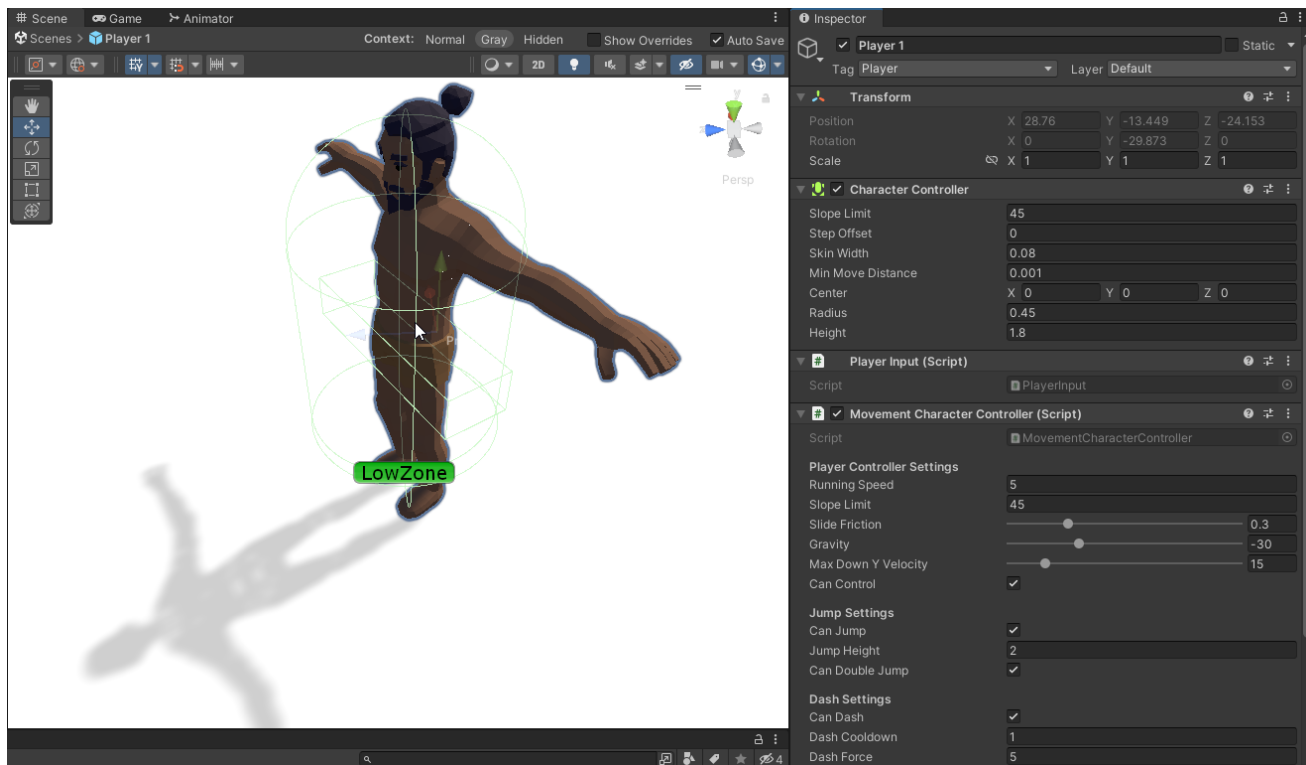 Scene Game Animator
Scenes > Player 1 Context: Normal Gray Hidden Show Overrides Auto Save
2D
y
Persp
LowZone
4
Inspector
Player 1 Static
Tag Player Layer Default
Transform
Position X 28.76 Y -13.449 Z -24.153
Rotation X 0 Y -29.873 Z 0
Scale X 1 Y 1 Z 1
Character Controller
Slope Limit 45
Step Offset 0
Skin Width 0.08
Min Move Distance 0.001
Center X 0 Y 0 Z 0
Radius 0.45
Height 1.8
# Player Input (Script)
Script PlayerInput
# Movement Character Controller (Script)
Script MovementCharacterController
Player Controller Settings
Running Speed 5
Slope Limit 45
Slide Friction 0.3
Gravity -30
Max Down Y Velocity 15
Can Control
Jump Settings
Can Jump
Jump Height 2
Can Double Jump
Dash Settings
Can Dash
Dash Cooldown 1
Dash Force 5